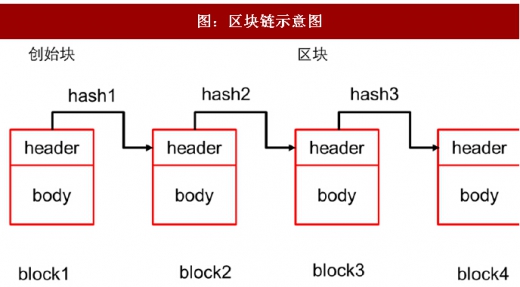 图：区块链示意图
创始块 区块
hash1 hash2 hash3
header header header header
body body body body
block1 block2 block3 block4